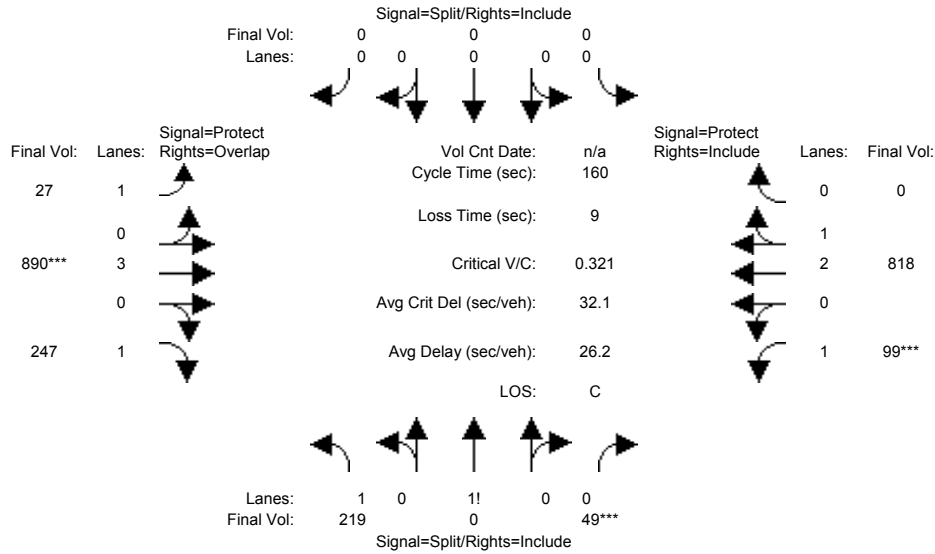 Signal=Split/Rights=Include
Final Vol: 0 0 0
Lanes: 0 0 0 0 0
Signal=Protect Signal=Protect
Final Vol: Lanes: Rights=Overlap Vol Cnt Date: n/a Rights=Include Lanes: Final Vol:
Cycle Time (sec): 160
27 1 0 0
Loss Time (sec): 9
0 1
890*** 3 Critical V/C: 0.321 2 818
0 Avg Crit Del (sec/veh): 32.1 0
247 1 Avg Delay (sec/veh): 26.2 1 99***
LOS: C
Lanes: 1 0 1! 0 0
Final Vol: 219 0 49***
Signal=Split/Rights=Include